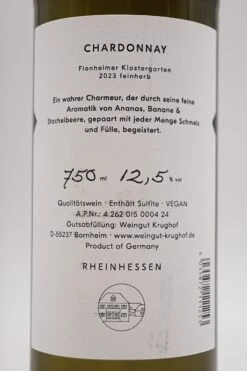 CHARDONNAY
Flonheimer Klostergarten
2023 feinherb
Ein wahrer Charmeur, der durch seine feine
Aromatik von Ananas, Banane &
Stachelbeere, gepaart mit jeder Menge Schmelz
und Fülle, begeistert.
750 ml 12,5 % vol
Qualitätswein · Enthält Sulfite · VEGAN
A.P.Nr.: 4 262 015 0004 24
Gutsabfüllung: Weingut Krughof
D-55237 Bornheim · www.weingut-krughof.de
Product of Germany
RHEINHESSEN